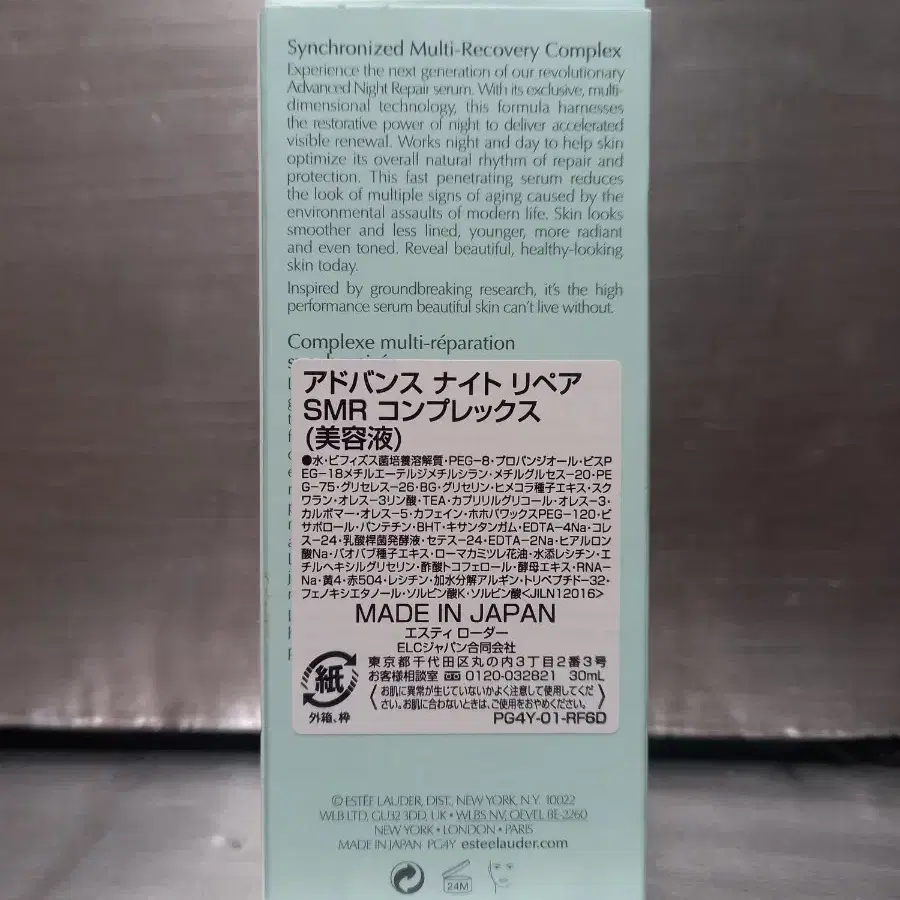 Synchronized Multi-Recovery Complex
Experience the next generation of our revolutionary
Advanced Night Repair serum. With its exclusive, multi-
dimensional technology, this formula harnesses
the restorative power of night to deliver accelerated
visible renewal. Works night and day to help skin
optimize its overall natural rhythm of repair and
protection. This fast penetrating serum reduces
the look of multiple signs of aging caused by the
environmental assaults of modern life. Skin looks
smoother and less lined, younger, more radiant
and even toned. Reveal beautiful, healthy-looking
skin today.
Inspired by groundbreaking research, it's the high
performance serum beautiful skin can't live without.
Complexe multi-réparation
アドバンス ナイト リペア
SMR コンプレックス
(美容液)
●水・ビフィズス菌培養溶解質・PEG-8・プロパンジオール・ビスP
EG-18メチルエーテルジメチルシラン・メチルグルセス-20・PE
G-75・グリセレス-26・BG・グリセリン・ヒメコラ種子エキス・スク
ワラン・オレス-3リン酸・TEA・カプリリルグリコール・オレス-3・
カルボマー・オレス-5・カフェイン・ホホバワックスPEG-120・ビ
サボロール・パンテチン・BHT・キサンタンガム・EDTA-4Na・コレ
ス-24・乳酸桿菌発酵液・セテス-24・EDTA-2Na・ヒアルロン
酸Na・バオバブ種子エキス・ローマカミツレ花油・水添レシチン・エ
チルヘキシルグリセリン・酢酸トコフェロール・酵母エキス・RNA-
Na・黄4・赤504・レシチン・加水分解アルギン・トリペプチド-32・
フェノキシエタノール・ソルビン酸K・ソルビン酸<JILN12016>
MADE IN JAPAN
エスティ ローダー
ELCジャパン合同会社
東京都千代田区丸の内3丁目2番3号
お客様相談室 0120-032821 30mL
お肌に異常が生じていないかよく注意して使用してくだ
さい。お肌に合わないときは、ご使用をおやめください。
紙
外箱、枠
PG4Y-01-RF6D
© ESTĒE LAUDER, DIST., NEW YORK, N.Y. 10022
WLB LTD, GU32 3DD, UK • WLBS NV, OEVEL BE-2260
NEW YORK • LONDON • PARIS
MADE IN JAPAN PG4Y esteelauder.com
24M